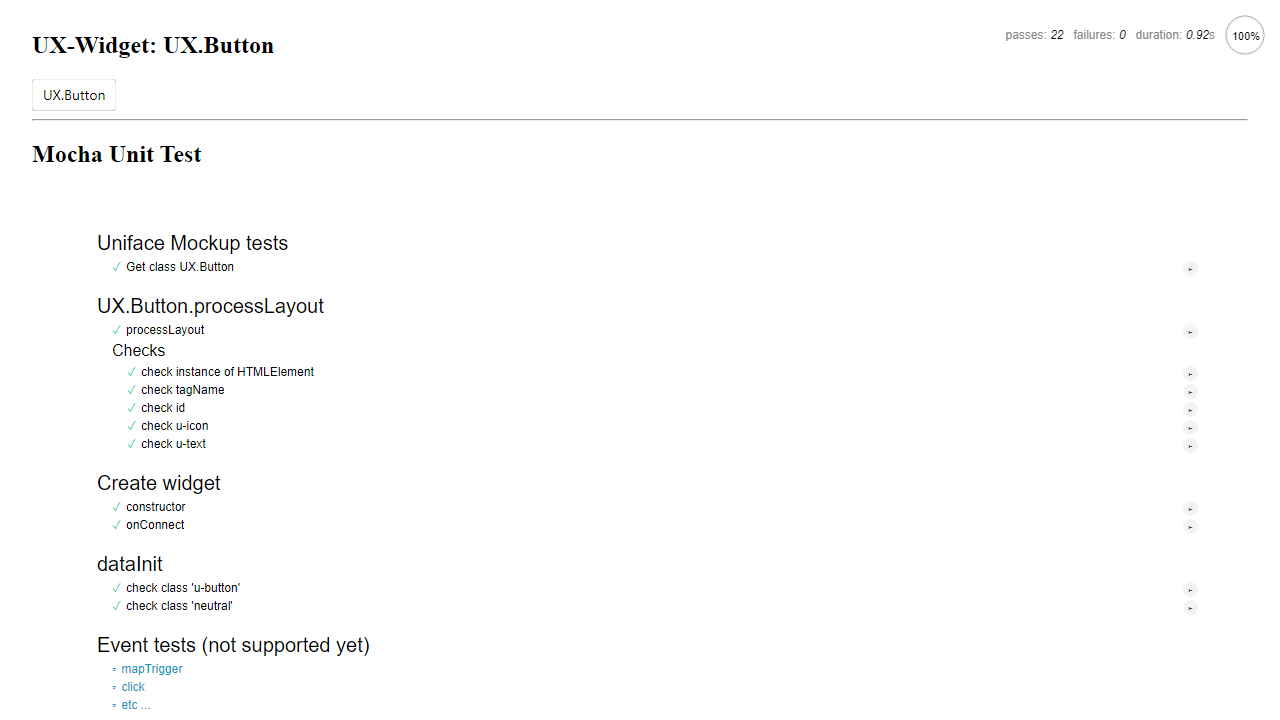 UX-Widget: UX.Button
passes: 22 failures: 0 duration: 0.92s 100%
UX.Button
Mocha Unit Test
Uniface Mockup tests
✓ Get class UX.Button
UX.Button.processLayout
✓ processLayout
Checks
✓ check instance of HTMLElement
✓ check tagName
✓ check id
✓ check u-icon
✓ check u-text
Create widget
✓ constructor
✓ onConnect
dataInit
✓ check class 'u-button'
✓ check class 'neutral'
Event tests (not supported yet)
mapTrigger
click
etc ...